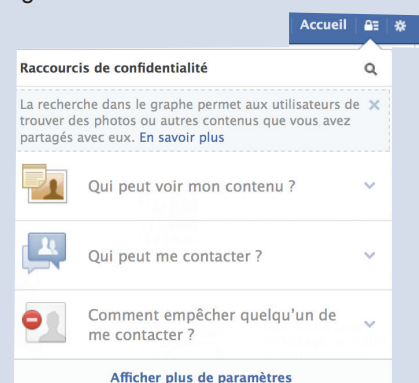 Accueil
Raccourcis de confidentialité
La recherche dans le graphe permet aux utilisateurs de
trouver des photos ou autres contenus que vous avez
partagés avec eux. En savoir plus
Qui peut voir mon contenu ?
Qui peut me contacter ?
Comment empêcher quelqu'un de
me contacter ?
Afficher plus de paramètres